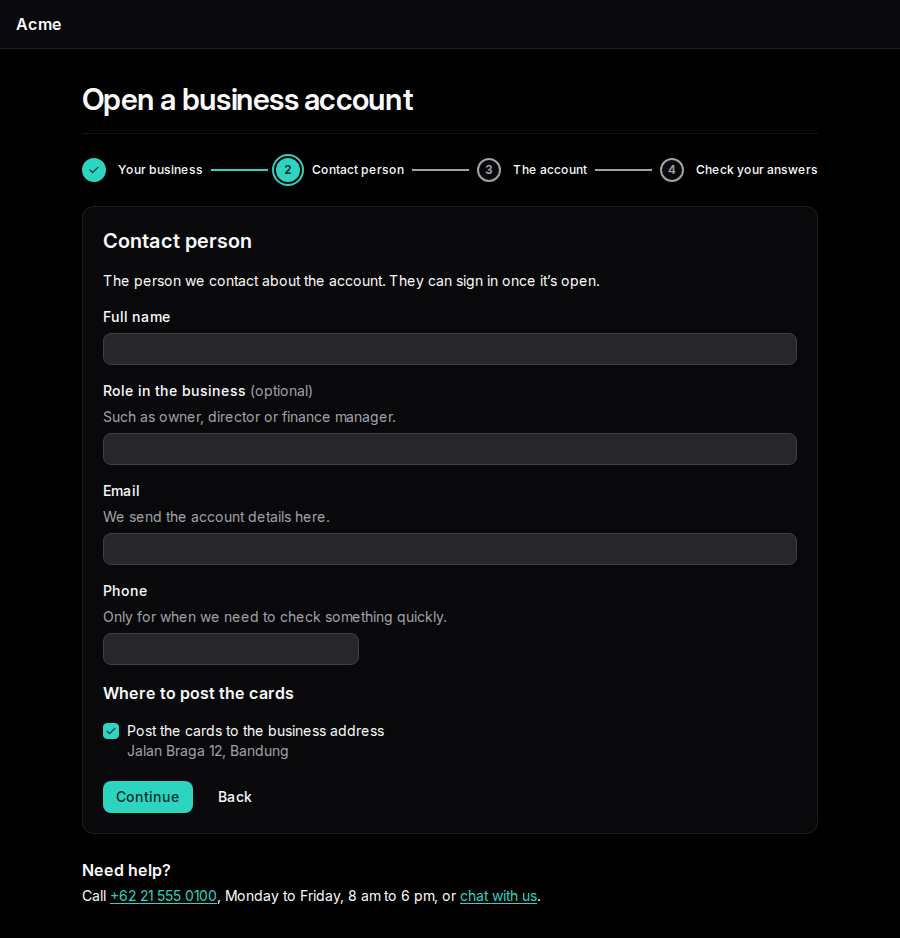 Acme
Open a business account
Your business
2 Contact person
3 The account
4 Check your answers
Contact person
The person we contact about the account. They can sign in once it’s open.
Full name
Role in the business (optional)
Such as owner, director or finance manager.
Email
We send the account details here.
Phone
Only for when we need to check something quickly.
Where to post the cards
Post the cards to the business address
Jalan Braga 12, Bandung
Continue Back
Need help?
Call +62 21 555 0100, Monday to Friday, 8 am to 6 pm, or chat with us.